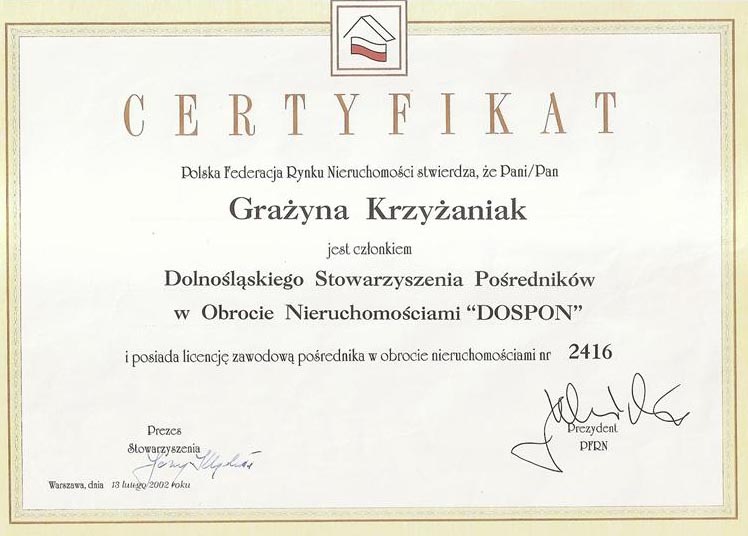 CERTYFIKAT
Polska Federacja Rynku Nieruchomości stwierdza, że Pani/Pan
Grażyna Krzyżaniak
jest członkiem
Dolnośląskiego Stowarzyszenia Pośredników
w Obrocie Nieruchomościami “DOSPON”
i posiada licencję zawodową pośrednika w obrocie nieruchomościami nr 2416
Prezes
Stowarzyszenia
Prezydent
PFRN
Warszawa, dnia 13 lutego 2002 roku